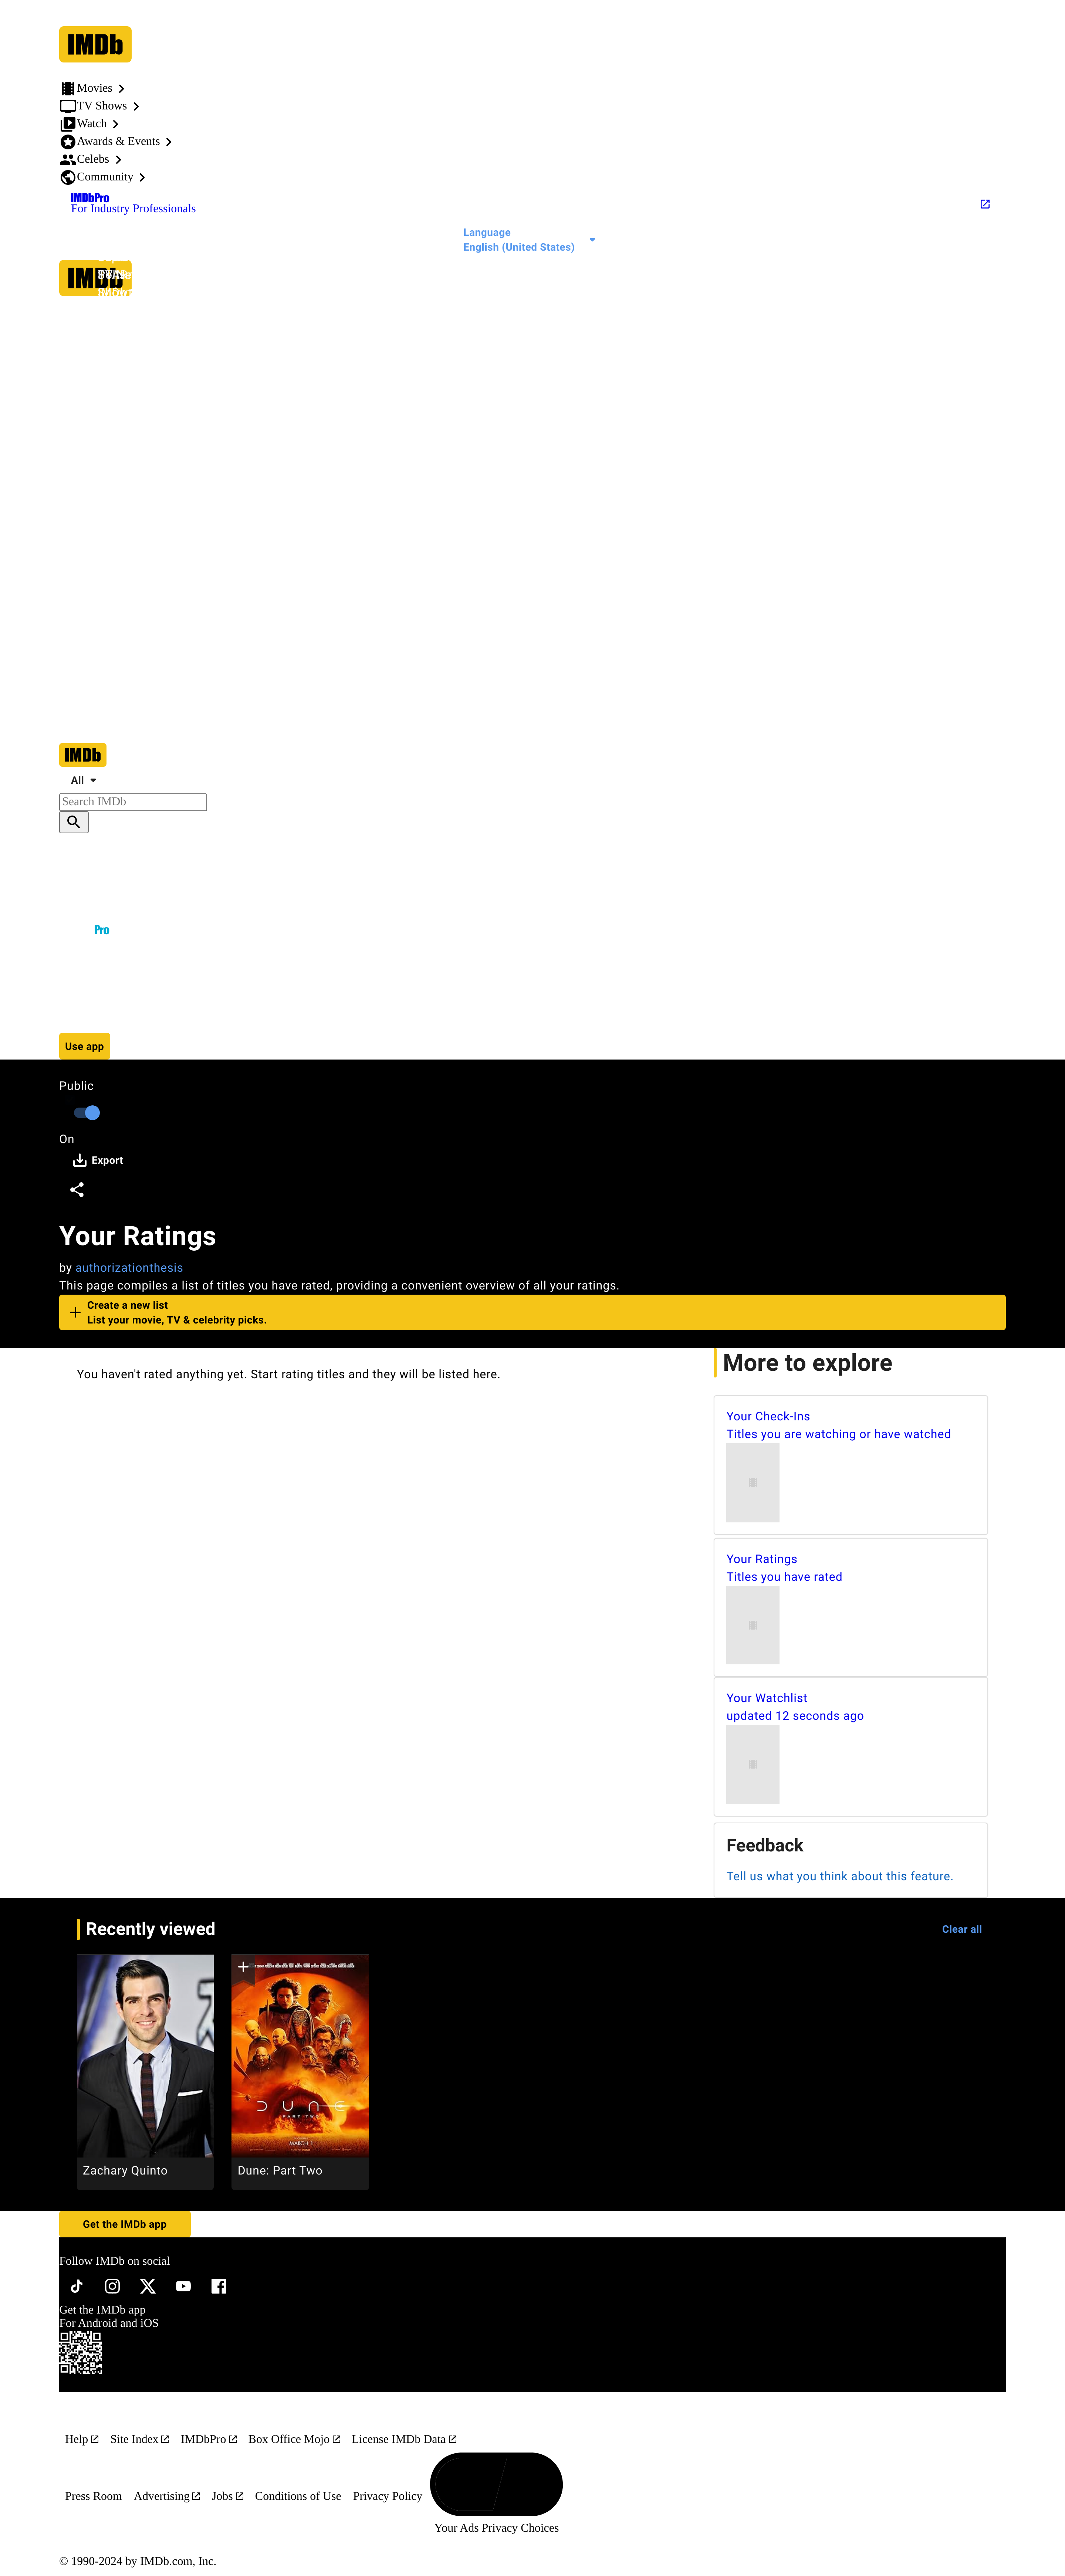 IMDb
Movies
TV Shows
Watch
Awards & Events
Celebs
Community
IMDbPro
For Industry Professionals
Language
English (United States)
IMDb
IMDb
All
Search IMDb
Pro
Use app
Public
On
Export
Your Ratings
by authorizationthesis
This page compiles a list of titles you have rated, providing a convenient overview of all your ratings.
Create a new list
List your movie, TV & celebrity picks.
You haven't rated anything yet. Start rating titles and they will be listed here.
More to explore
Your Check-Ins
Titles you are watching or have watched
Your Ratings
Titles you have rated
Your Watchlist
updated 12 seconds ago
Feedback
Tell us what you think about this feature.
Recently viewed
Clear all
DUNE
PART TWO
MARCH 1
Zachary Quinto
Dune: Part Two
Get the IMDb app
Follow IMDb on social
Get the IMDb app
For Android and iOS
Help
Site Index
IMDbPro
Box Office Mojo
License IMDb Data
Press Room
Advertising
Jobs
Conditions of Use
Privacy Policy
Your Ads Privacy Choices
© 1990-2024 by IMDb.com, Inc.